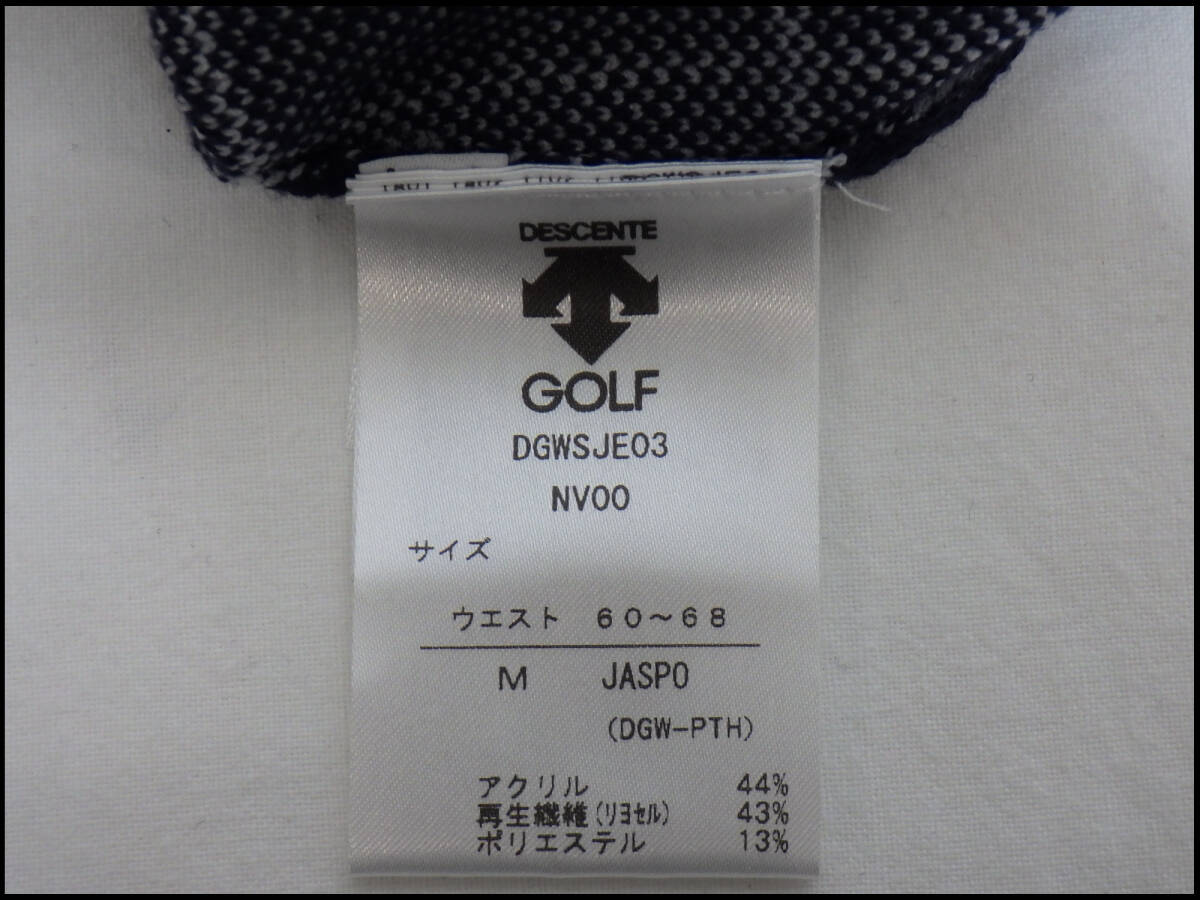 DESCENTE
GOLF
DGWSJE03
NV00
サイズ
ウエスト 60~68
M JASPO
(DGW-PTH)
アクリル 44%
再生繊維(リヨセル) 43%
ポリエステル 13%